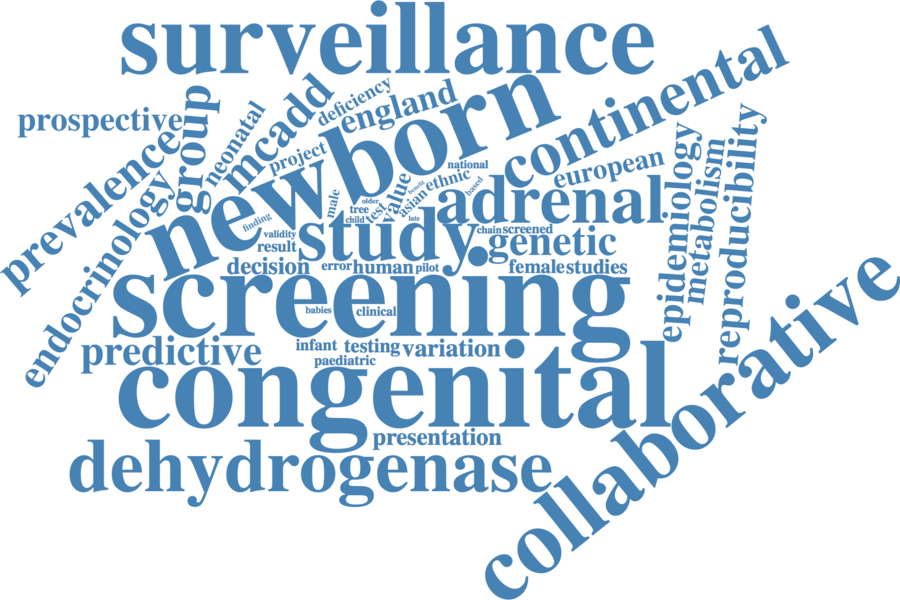 surveillance
continental
prospective
group
neonatal
mcadd
deficiency
england
newborn
prevalence
endocrinology
project
national
european
epidemiology
metabolism
reproducibility
male
older
tree
child
test
value
benefit
asian
ethnic
based
adrenal
finding
validity
result
study
late
chain
screened
genetic
decision
error
human
pilot
female
studies
screening
babies
clinical
collaborative
predictive
infant
testing
variation
paediatric
congenital
presentation
dehydrogenase